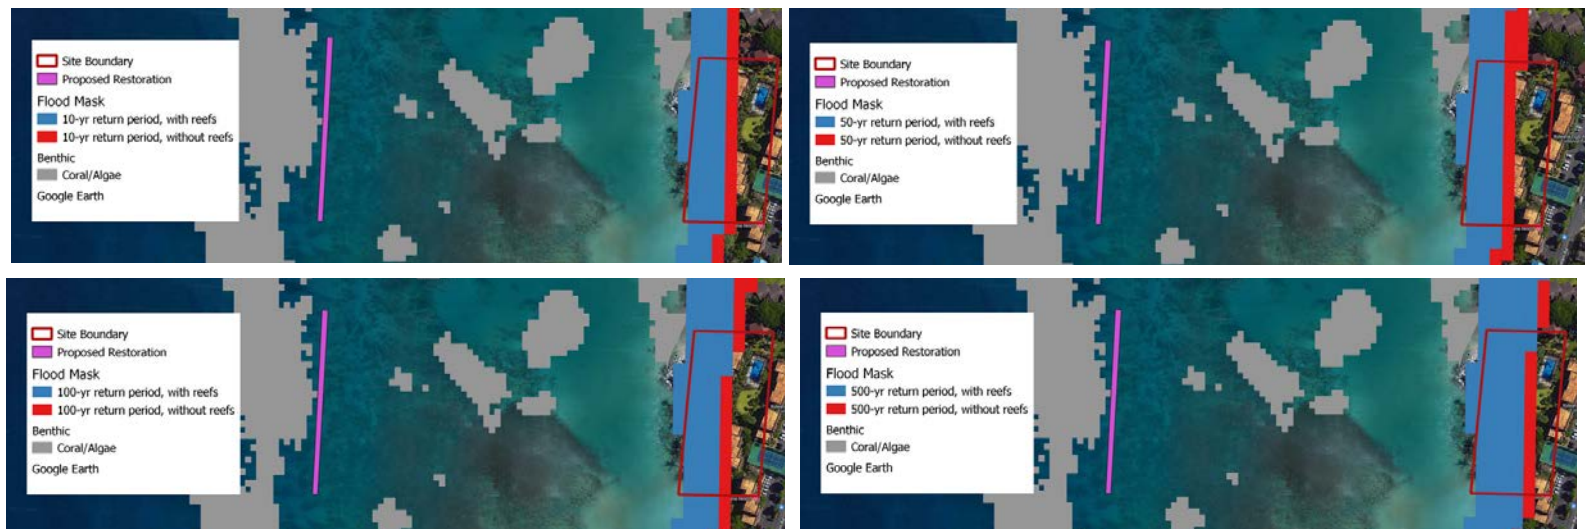 Site Boundary
Proposed Restoration
Flood Mask
10-yr return period, with reefs
10-yr return period, without reefs
Benthic
Coral/Algae
Google Earth
Site Boundary
Proposed Restoration
Flood Mask
50-yr return period, with reefs
50-yr return period, without reefs
Benthic
Coral/Algae
Google Earth
Site Boundary
Proposed Restoration
Flood Mask
100-yr return period, with reefs
100-yr return period, without reefs
Benthic
Coral/Algae
Google Earth
Site Boundary
Proposed Restoration
Flood Mask
500-yr return period, with reefs
500-yr return period, without reefs
Benthic
Coral/Algae
Google Earth